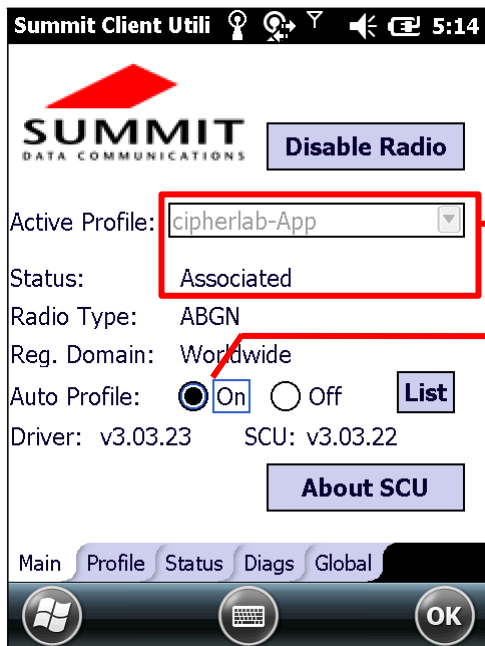 Summit Client Utili 5:14
SUMMIT
DATA COMMUNICATIONS
Disable Radio
Active Profile: cipherlab-App
Status: Associated
Radio Type: ABGN
Reg. Domain: Worldwide
Auto Profile: On Off List
Driver: v3.03.23 SCU: v3.03.22
About SCU
Main Profile Status Diags Global
OK